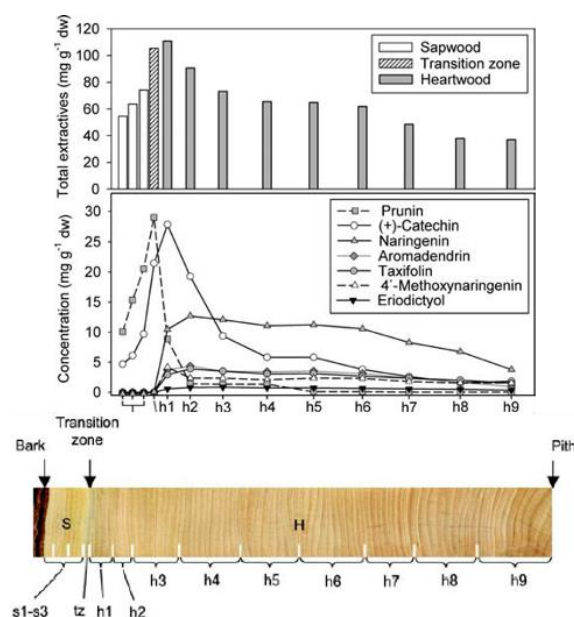 Total extractives (mg g⁻¹ dw)
120
100
80
60
40
20
0
Sapwood
Transition zone
Heartwood
Concentration (mg g⁻¹ dw)
30
25
20
15
10
5
0
Prunin
(+)-Catechin
Naringenin
Aromadendrin
Taxifolin
4´-Methoxynaringenin
Eriodictyol
h1 h2 h3 h4 h5 h6 h7 h8 h9
Bark
Transition
zone
Pith
S
H
s1-s3 tz h1 h2 h3 h4 h5 h6 h7 h8 h9